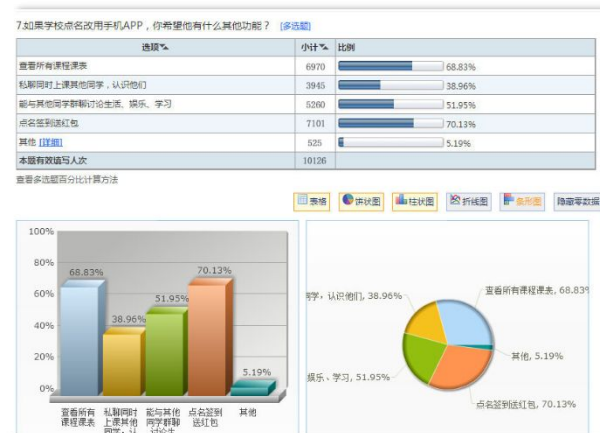 7.如果学校点名改用手机APP，你希望他有什么其他功能？ [多选题]
选项 小计 比例
查看所有课程课表 6970 68.83%
私聊同时上课其他同学，认识他们 3945 38.96%
能与其他同学群聊讨论生活、娱乐、学习 5260 51.95%
点名签到送红包 7101 70.13%
其他 [详细] 525 5.19%
本题有效填写人次 10126
查看多选题百分比计算方法
表格 饼状图 柱状图 折线图 条形图 隐藏零数据
100%
80%
60%
40%
20%
0%
68.83%
38.96%
51.95%
70.13%
5.19%
查看所有 私聊同时 能与其他 点名签到 其他
课程课表 上课其他 同学群聊 送红包
同学，认 讨论生
同学，认识他们, 38.96%
查看所有课程课表, 68.83%
娱乐、学习, 51.95%
其他, 5.19%
点名签到送红包, 70.13%